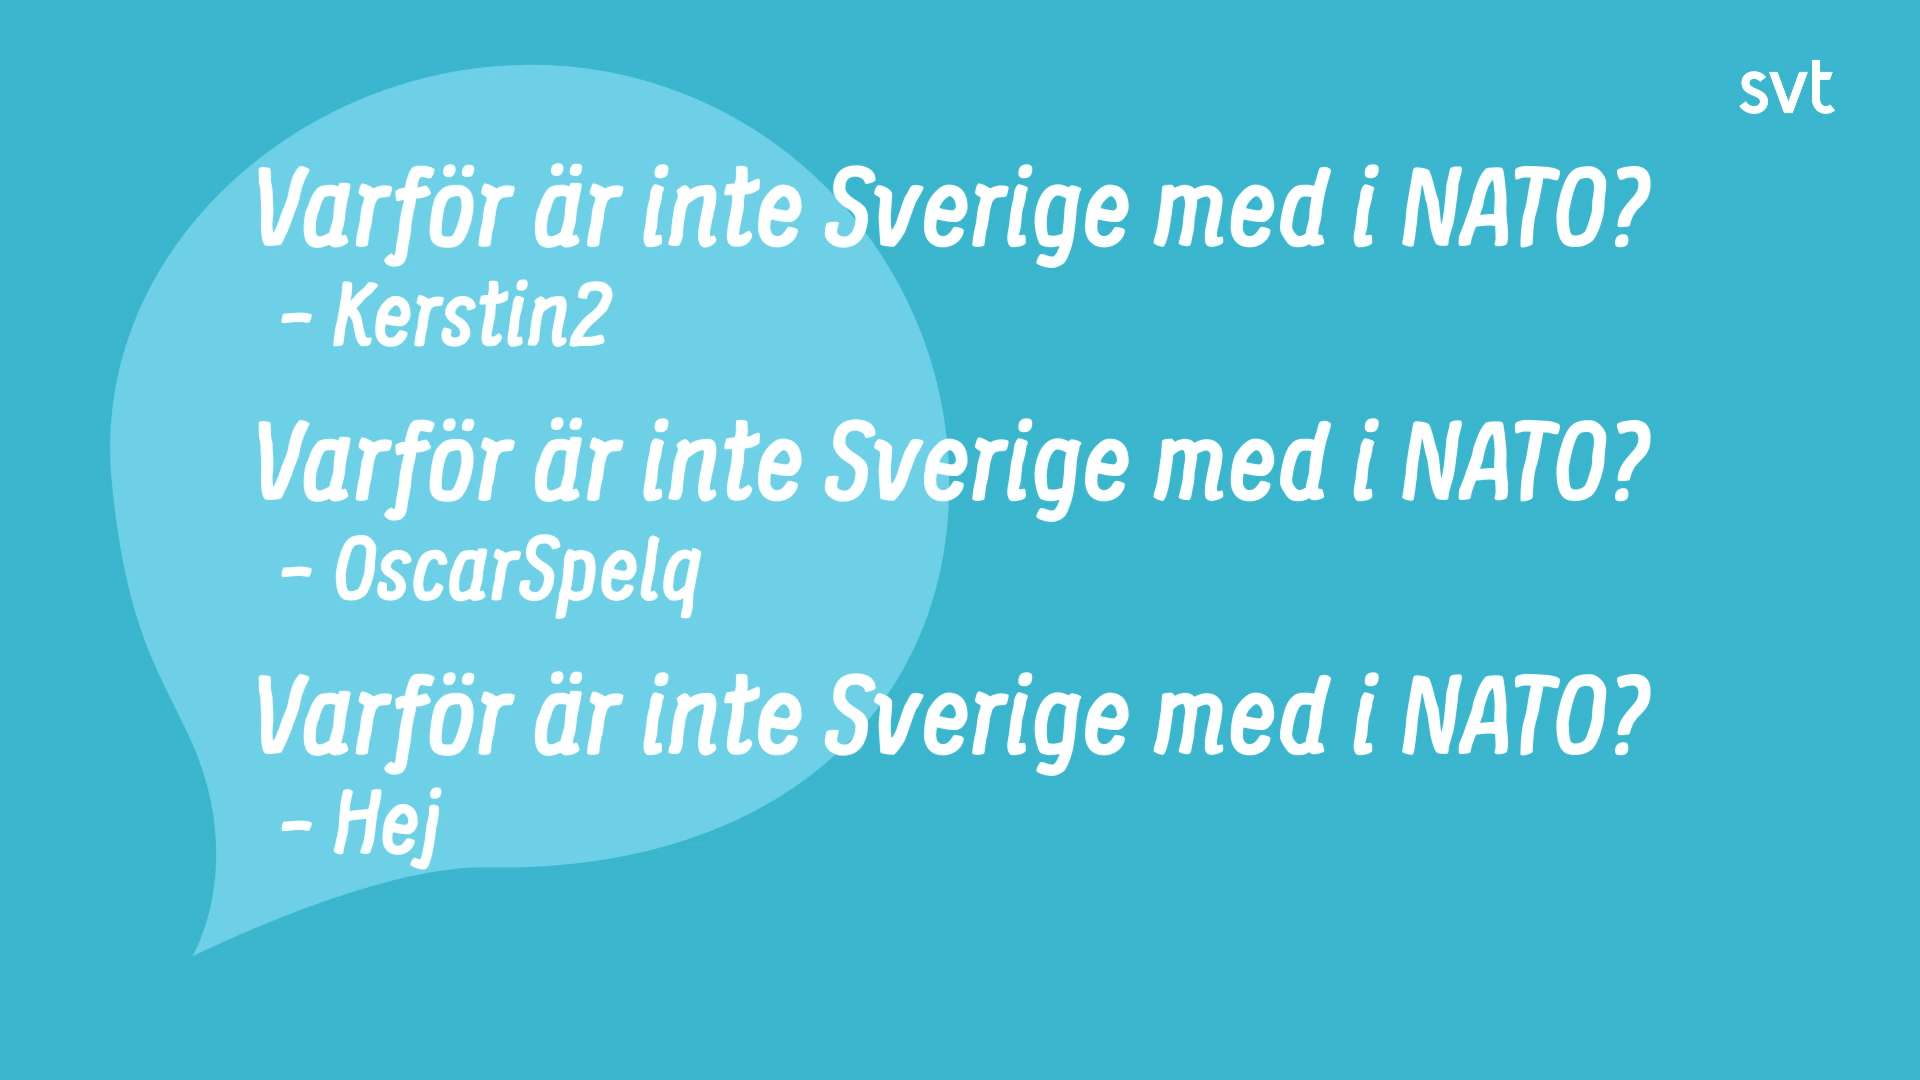 svt
Varför är inte Sverige med i NATO?
– Kerstin2
Varför är inte Sverige med i NATO?
– OscarSpelq
Varför är inte Sverige med i NATO?
– Hej